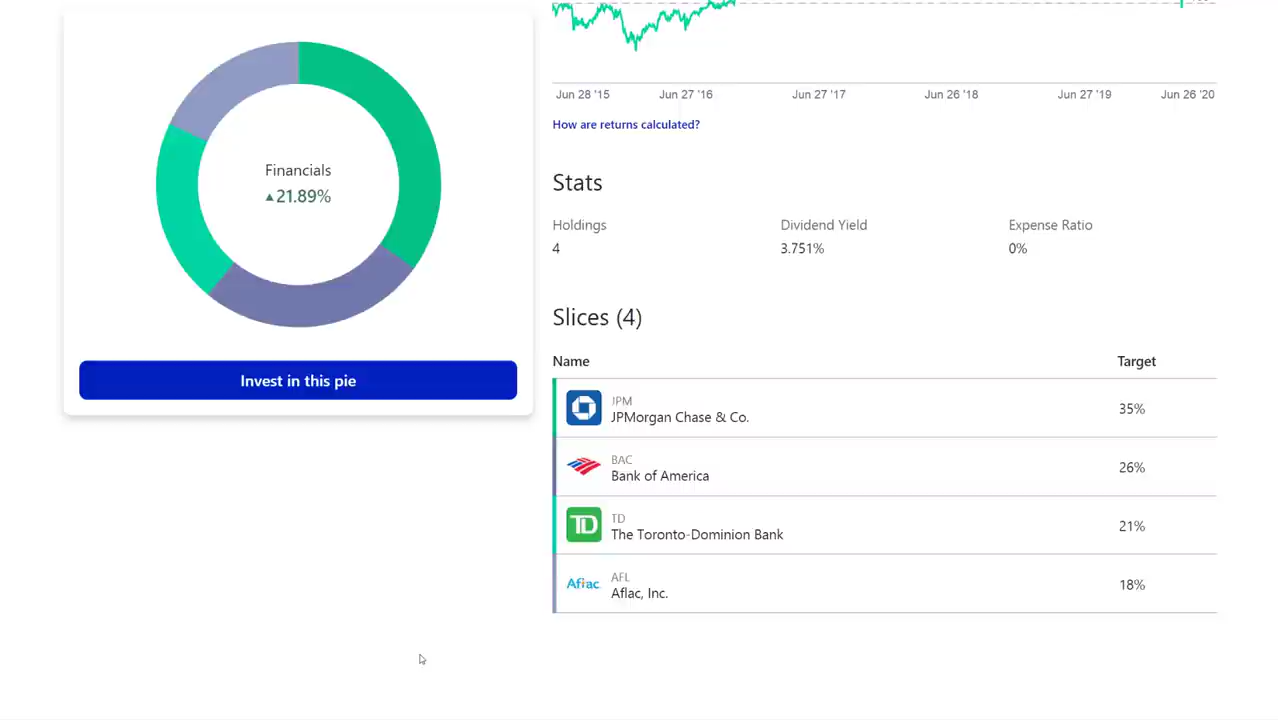 Financials
▲21.89%
Invest in this pie
Jun 28 '15 Jun 27 '16 Jun 27 '17 Jun 26 '18 Jun 27 '19 Jun 26 '20
How are returns calculated?
Stats
Holdings Dividend Yield Expense Ratio
4 3.751% 0%
Slices (4)
Name Target
JPM
JPMorgan Chase & Co. 35%
BAC
Bank of America 26%
TD
TD
The Toronto-Dominion Bank 21%
Aflac
AFL
Aflac, Inc. 18%